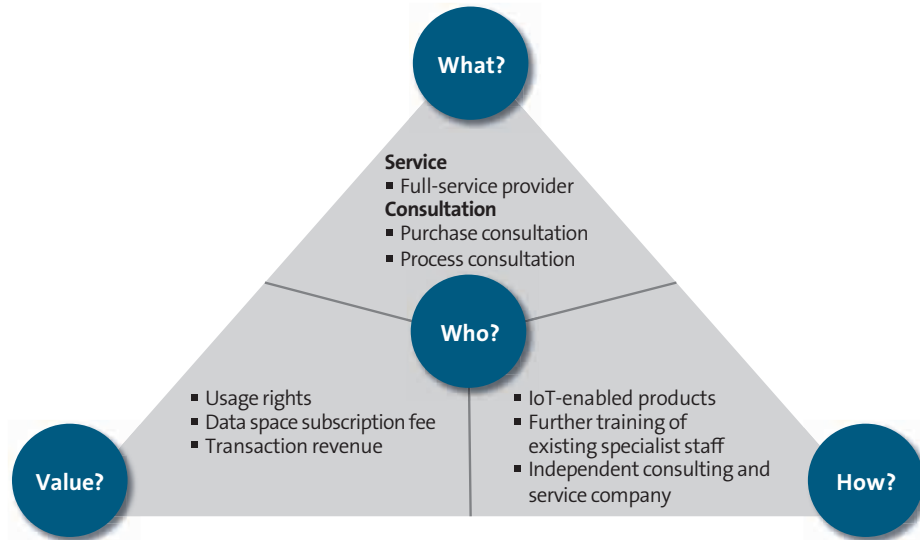 What?
Service
▪ Full-service provider
Consultation
▪ Purchase consultation
▪ Process consultation
Who?
▪ Usage rights
▪ Data space subscription fee
▪ Transaction revenue
▪ IoT-enabled products
▪ Further training of
existing specialist staff
▪ Independent consulting and
service company
Value?
How?